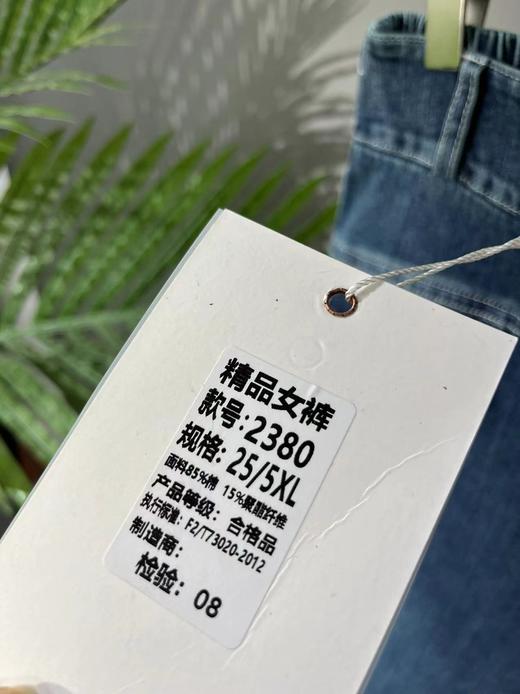 精品女裤
款号：2380
规格：25/5XL
面料85%棉 15%聚酯纤维
产品等级：合格品
执行标准：F2/T73020-2012
制造商：
检验：08